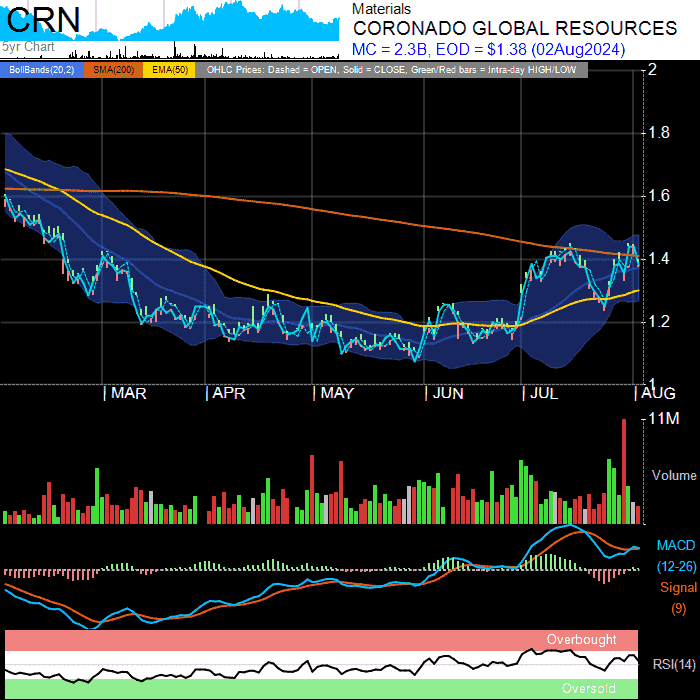 CRN
5yr Chart
Materials
CORONADO GLOBAL RESOURCES
MC = 2.3B, EOD = $1.38 (02Aug2024)
BollBands(20,2) SMA(200) EMA(50) OHLC Prices: Dashed = OPEN, Solid = CLOSE, Green/Red bars = Intra-day HIGH/LOW
2
1.8
1.6
1.4
1.2
1
MAR APR MAY JUN JUL AUG
11M
Volume
MACD
(12-26)
Signal
(9)
Overbought
RSI(14)
Oversold